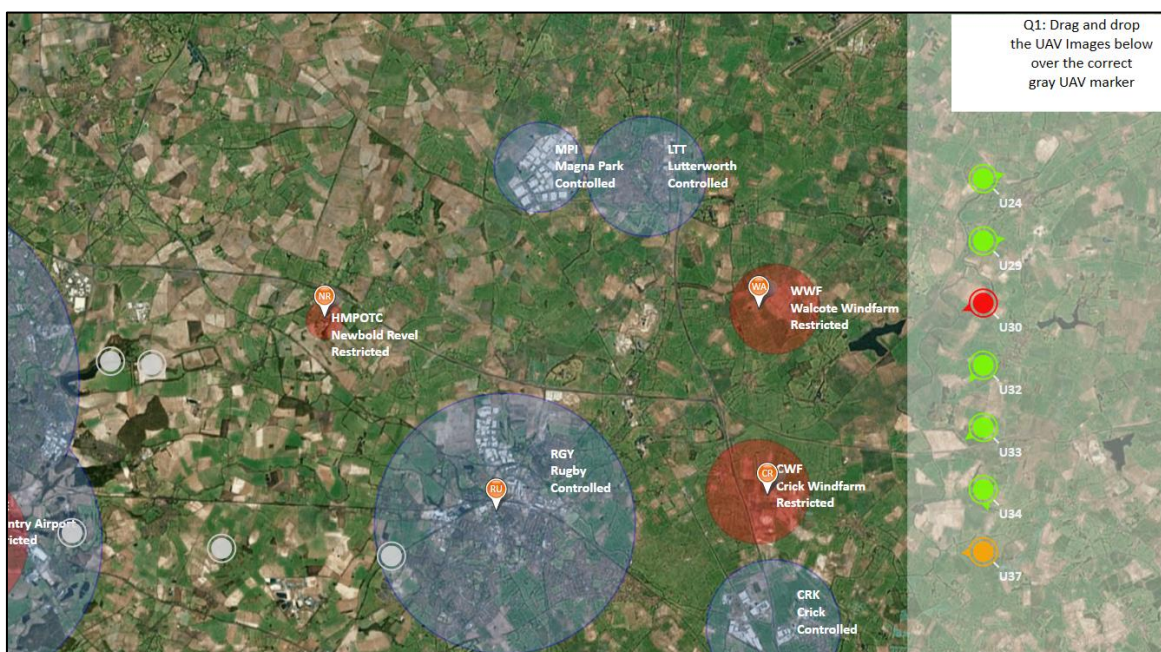 Q1: Drag and drop
the UAV Images below
over the correct
gray UAV marker
MPI
Magna Park
Controlled
LTT
Lutterworth
Controlled
U24
U29
NR
HMPOTC
Newbold Revel
Restricted
WA
WWF
Walcote Windfarm
Restricted
U30
U32
RGY
Rugby
Controlled
RU
CR
CWF
Crick Windfarm
Restricted
U33
U34
ntry Airport
ricted
U37
CRK
Crick
Controlled